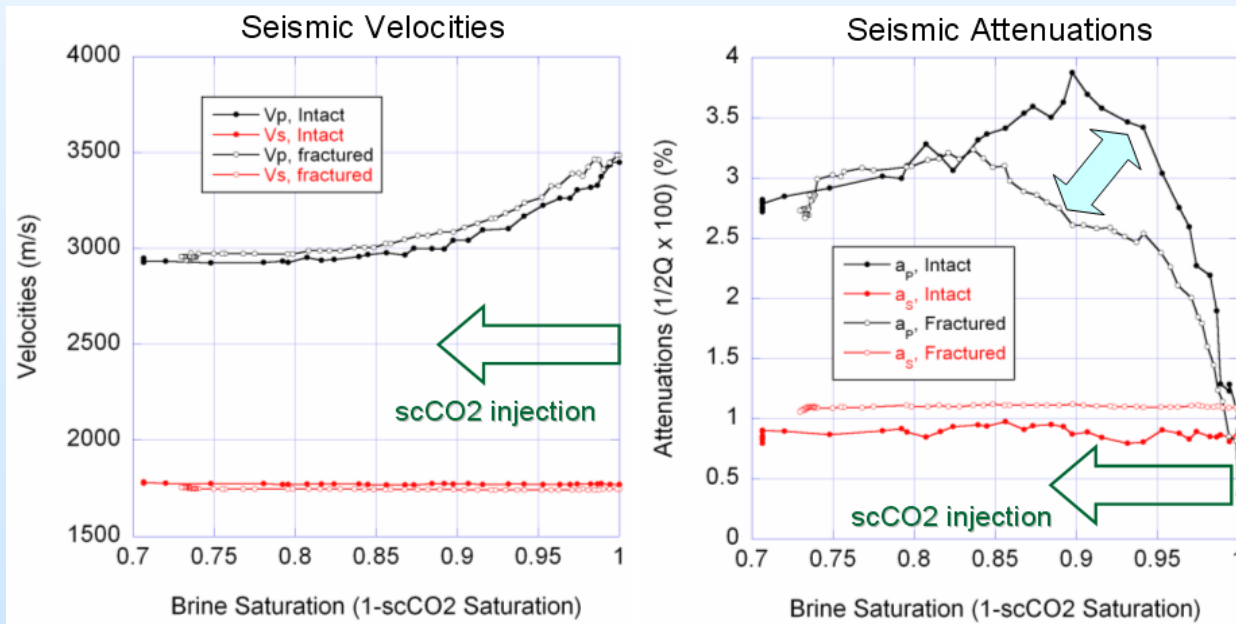 Seismic Velocities
4000
3500
3000
2500
2000
1500
Velocities (m/s)
Vp, Intact
Vs, Intact
Vp, fractured
Vs, fractured
scCO2 injection
0.7 0.75 0.8 0.85 0.9 0.95 1
Brine Saturation (1-scCO2 Saturation)
Seismic Attenuations
4
3.5
3
2.5
2
1.5
1
0.5
0
Attenuations (1/2Q x 100) (%)
aP, Intact
aS, Intact
aP, Fractured
aS, Fractured
scCO2 injection
0.7 0.75 0.8 0.85 0.9 0.95 1
Brine Saturation (1-scCO2 Saturation)